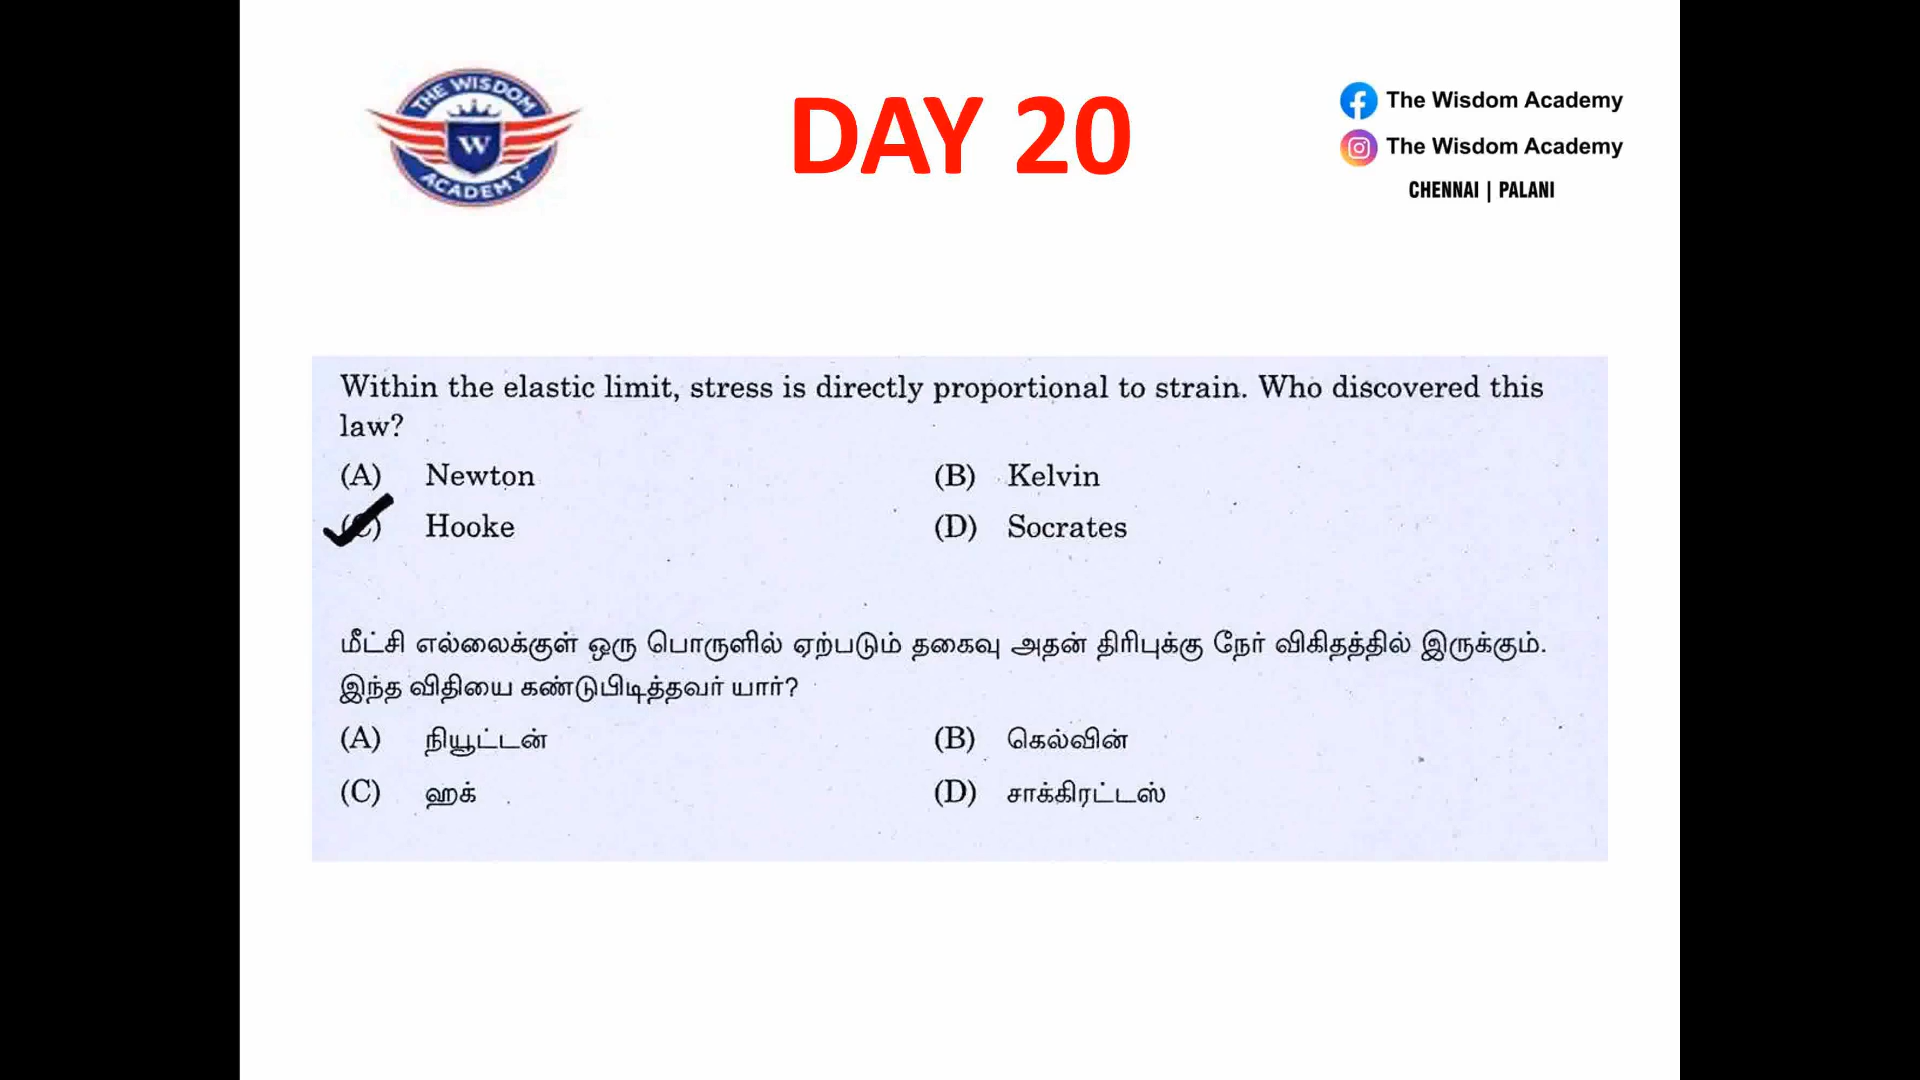 THE WISDOM
W
ACADEMY
DAY 20
The Wisdom Academy
The Wisdom Academy
CHENNAI | PALANI
Within the elastic limit, stress is directly proportional to strain. Who discovered this
law?
(A) Newton (B) Kelvin
(C) Hooke (D) Socrates
மீட்சி எல்லைக்குள் ஒரு பொருளில் ஏற்படும் தகைவு அதன் திரிபுக்கு நேர் விகிதத்தில் இருக்கும்.
இந்த விதியை கண்டுபிடித்தவர் யார்?
(A) நியூட்டன் (B) கெல்வின்
(C) ஹூக் (D) சாக்கிரட்டஸ்